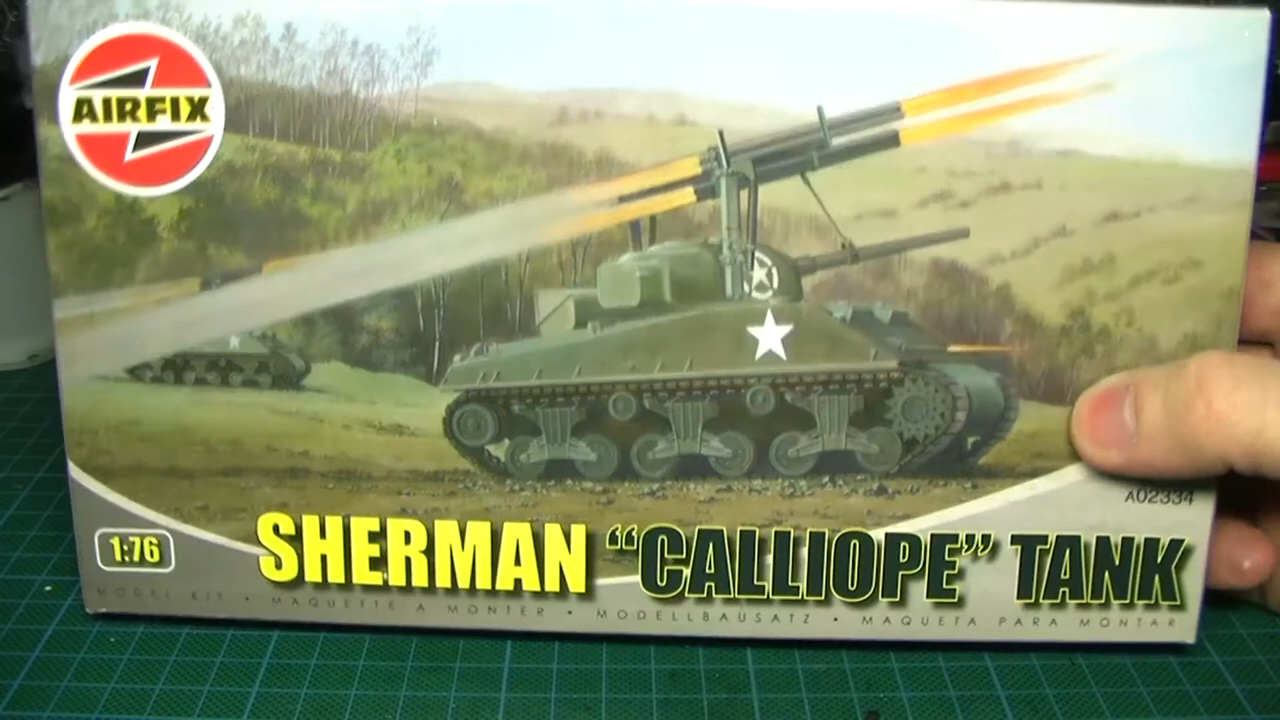 AIRFIX
A02334
1:76
SHERMAN “CALLIOPE” TANK
MODEL KIT • MAQUETTE A MONTER • MODELLBAUSATZ • MAQUETA PARA MONTAR